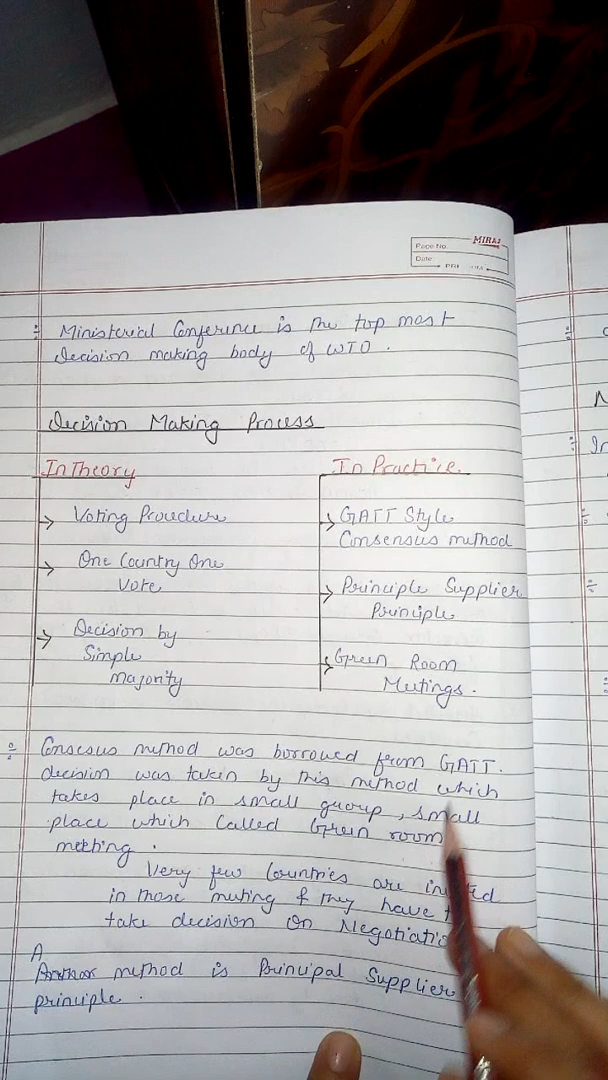 MIRAJ
Page No.
Date
Ministerial Conference is the top most
decision making body of WTO.
Decision Making Process
In Theory
→ Voting Procedure
→ One Country One
Vote
→ Decision by
Simple
majority
In Practice.
→ GATT Style
Consensus method
→ Principle Supplier
Principle
→ Green Room
Meetings.
Conscsus method was borrowed from GATT.
decision was taken by this method which
takes place in small group, small
place which called Green room
meeting.
Very few Countries are
in those meeting & they have
take decision on
A
method is Principal Supplier
principle.
In